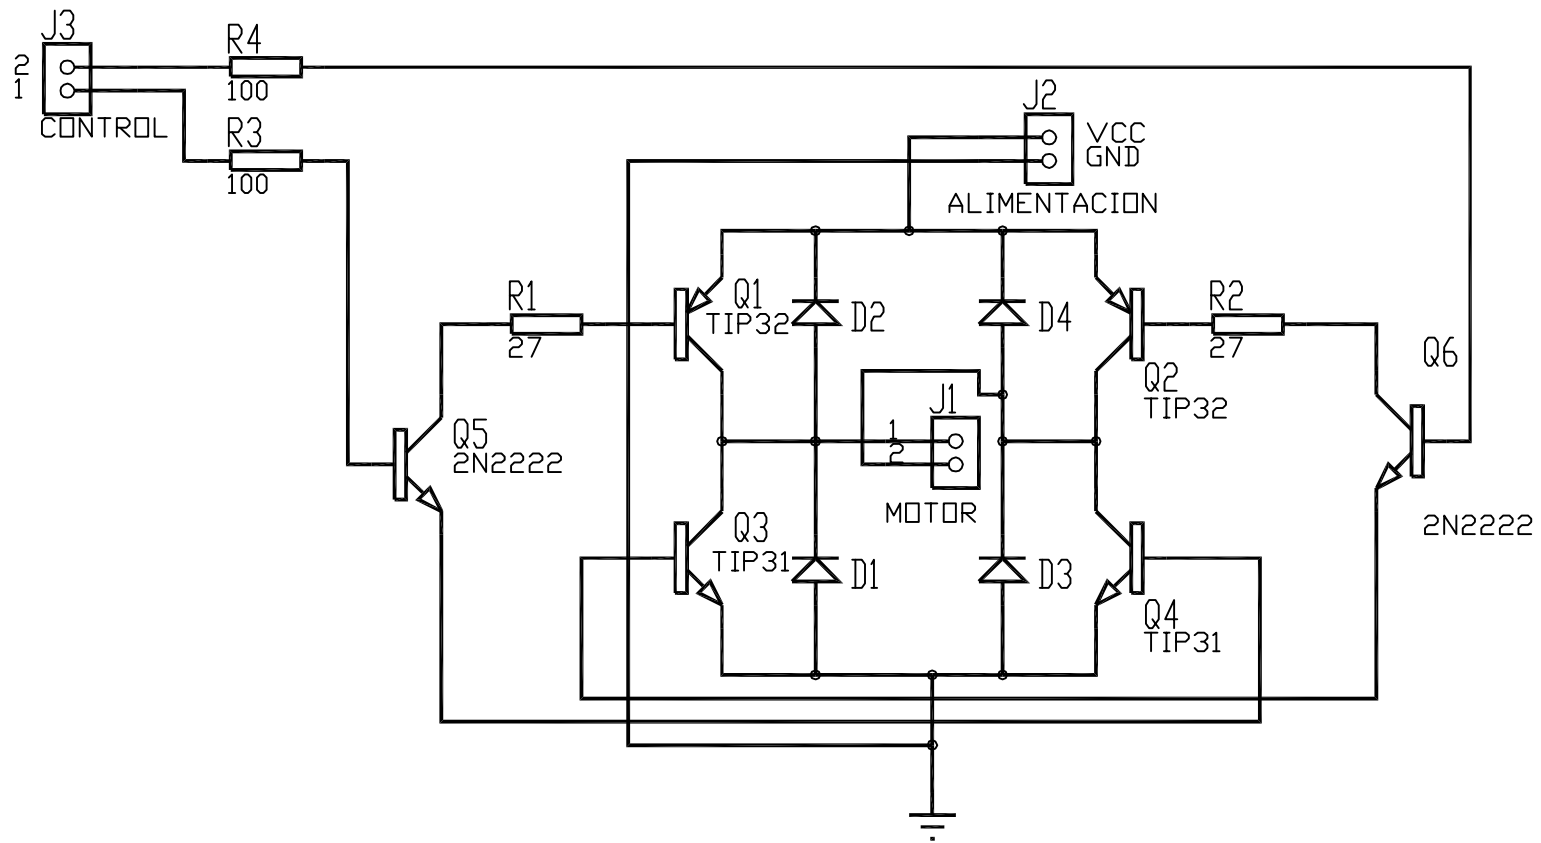 J3
2
1
CONTROL
R4
100
R3
100
J2
VCC
GND
ALIMENTACION
R1
27
Q1
TIP32
D2
D4
R2
27
Q2
TIP32
Q6
2N2222
Q5
2N2222
J1
1
2
MOTOR
Q3
TIP31
D1
D3
Q4
TIP31